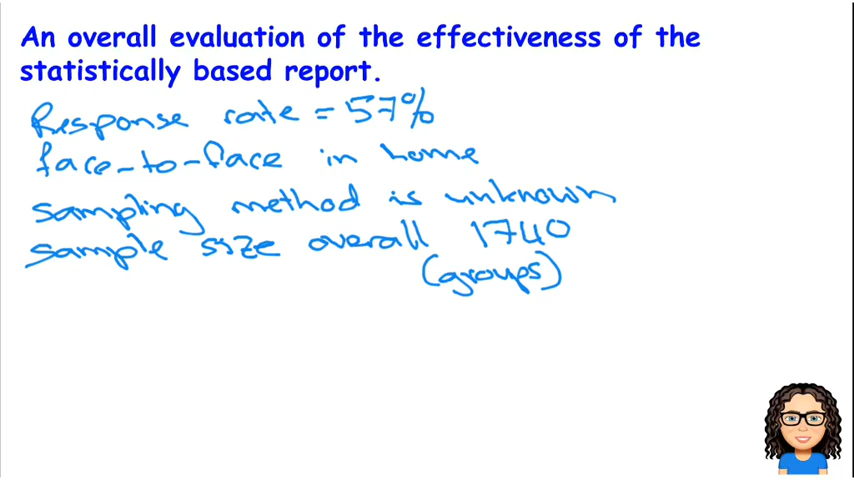 An overall evaluation of the effectiveness of the
statistically based report.
Response rate = 57%
face-to-face in home
sampling method is unknown
sample size overall 1740
(groups)